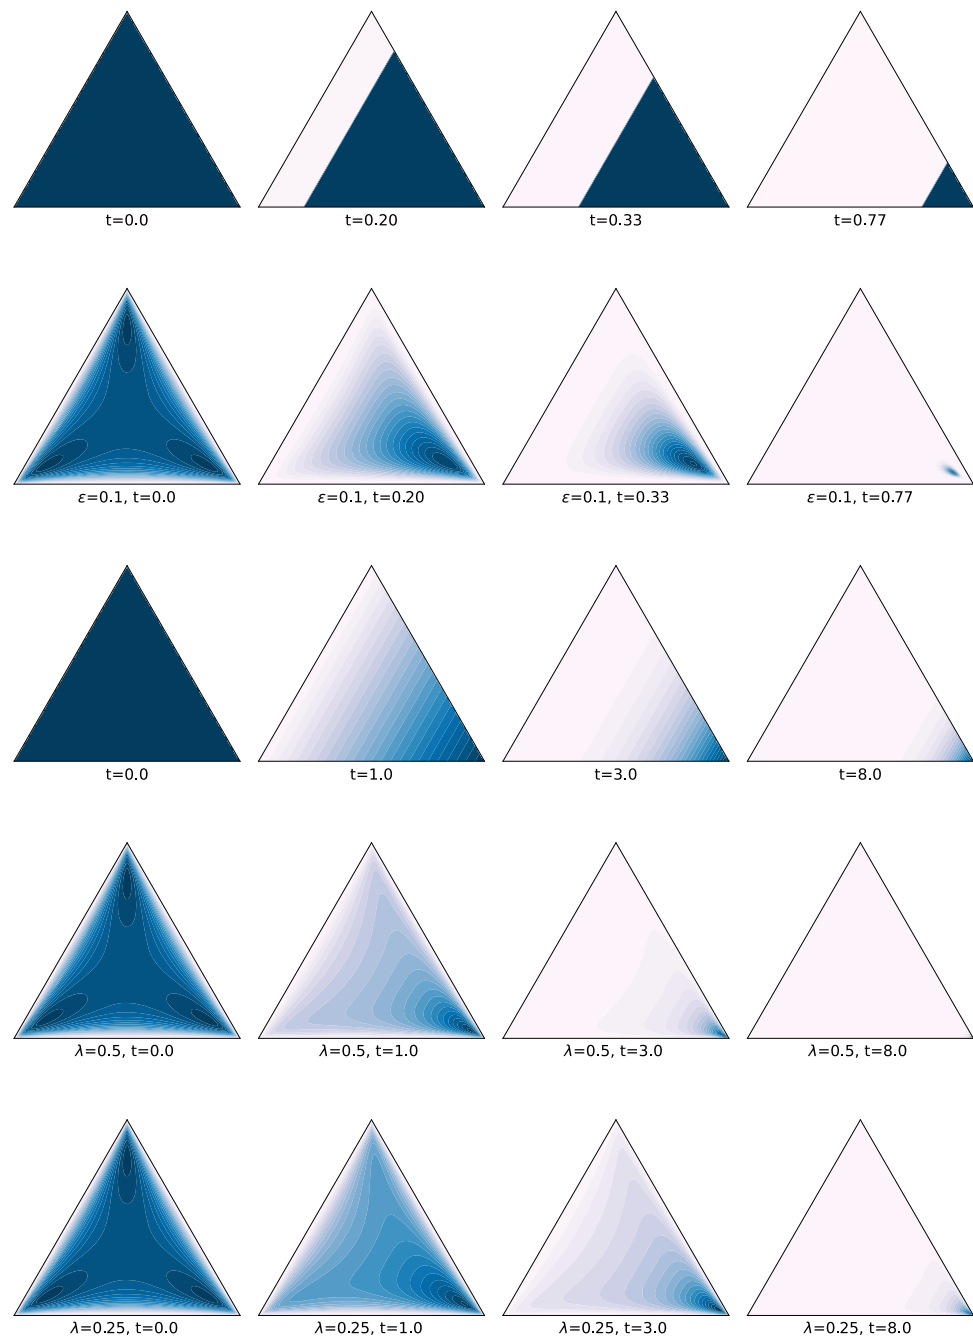 t=0.0 t=0.20 t=0.33 t=0.77
ε=0.1, t=0.0 ε=0.1, t=0.20 ε=0.1, t=0.33 ε=0.1, t=0.77
t=0.0 t=1.0 t=3.0 t=8.0
λ=0.5, t=0.0 λ=0.5, t=1.0 λ=0.5, t=3.0 λ=0.5, t=8.0
λ=0.25, t=0.0 λ=0.25, t=1.0 λ=0.25, t=3.0 λ=0.25, t=8.0